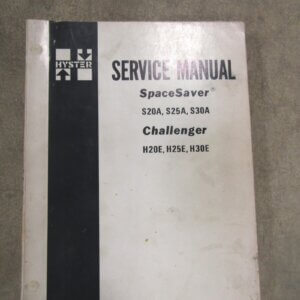 HYSTER
SERVICE MANUAL
SpaceSaver®
S20A, S25A, S30A
Challenger
H20E, H25E, H30E